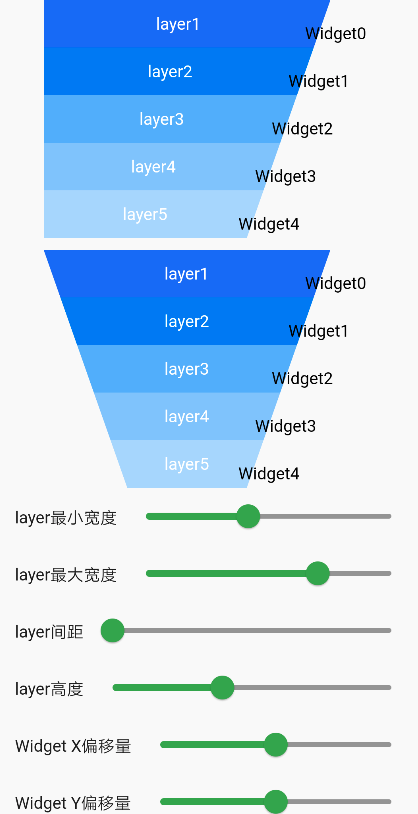 layer1
Widget0
layer2
Widget1
layer3
Widget2
layer4
Widget3
layer5
Widget4
layer1
Widget0
layer2
Widget1
layer3
Widget2
layer4
Widget3
layer5
Widget4
layer最小宽度
layer最大宽度
layer间距
layer高度
Widget X偏移量
Widget Y偏移量